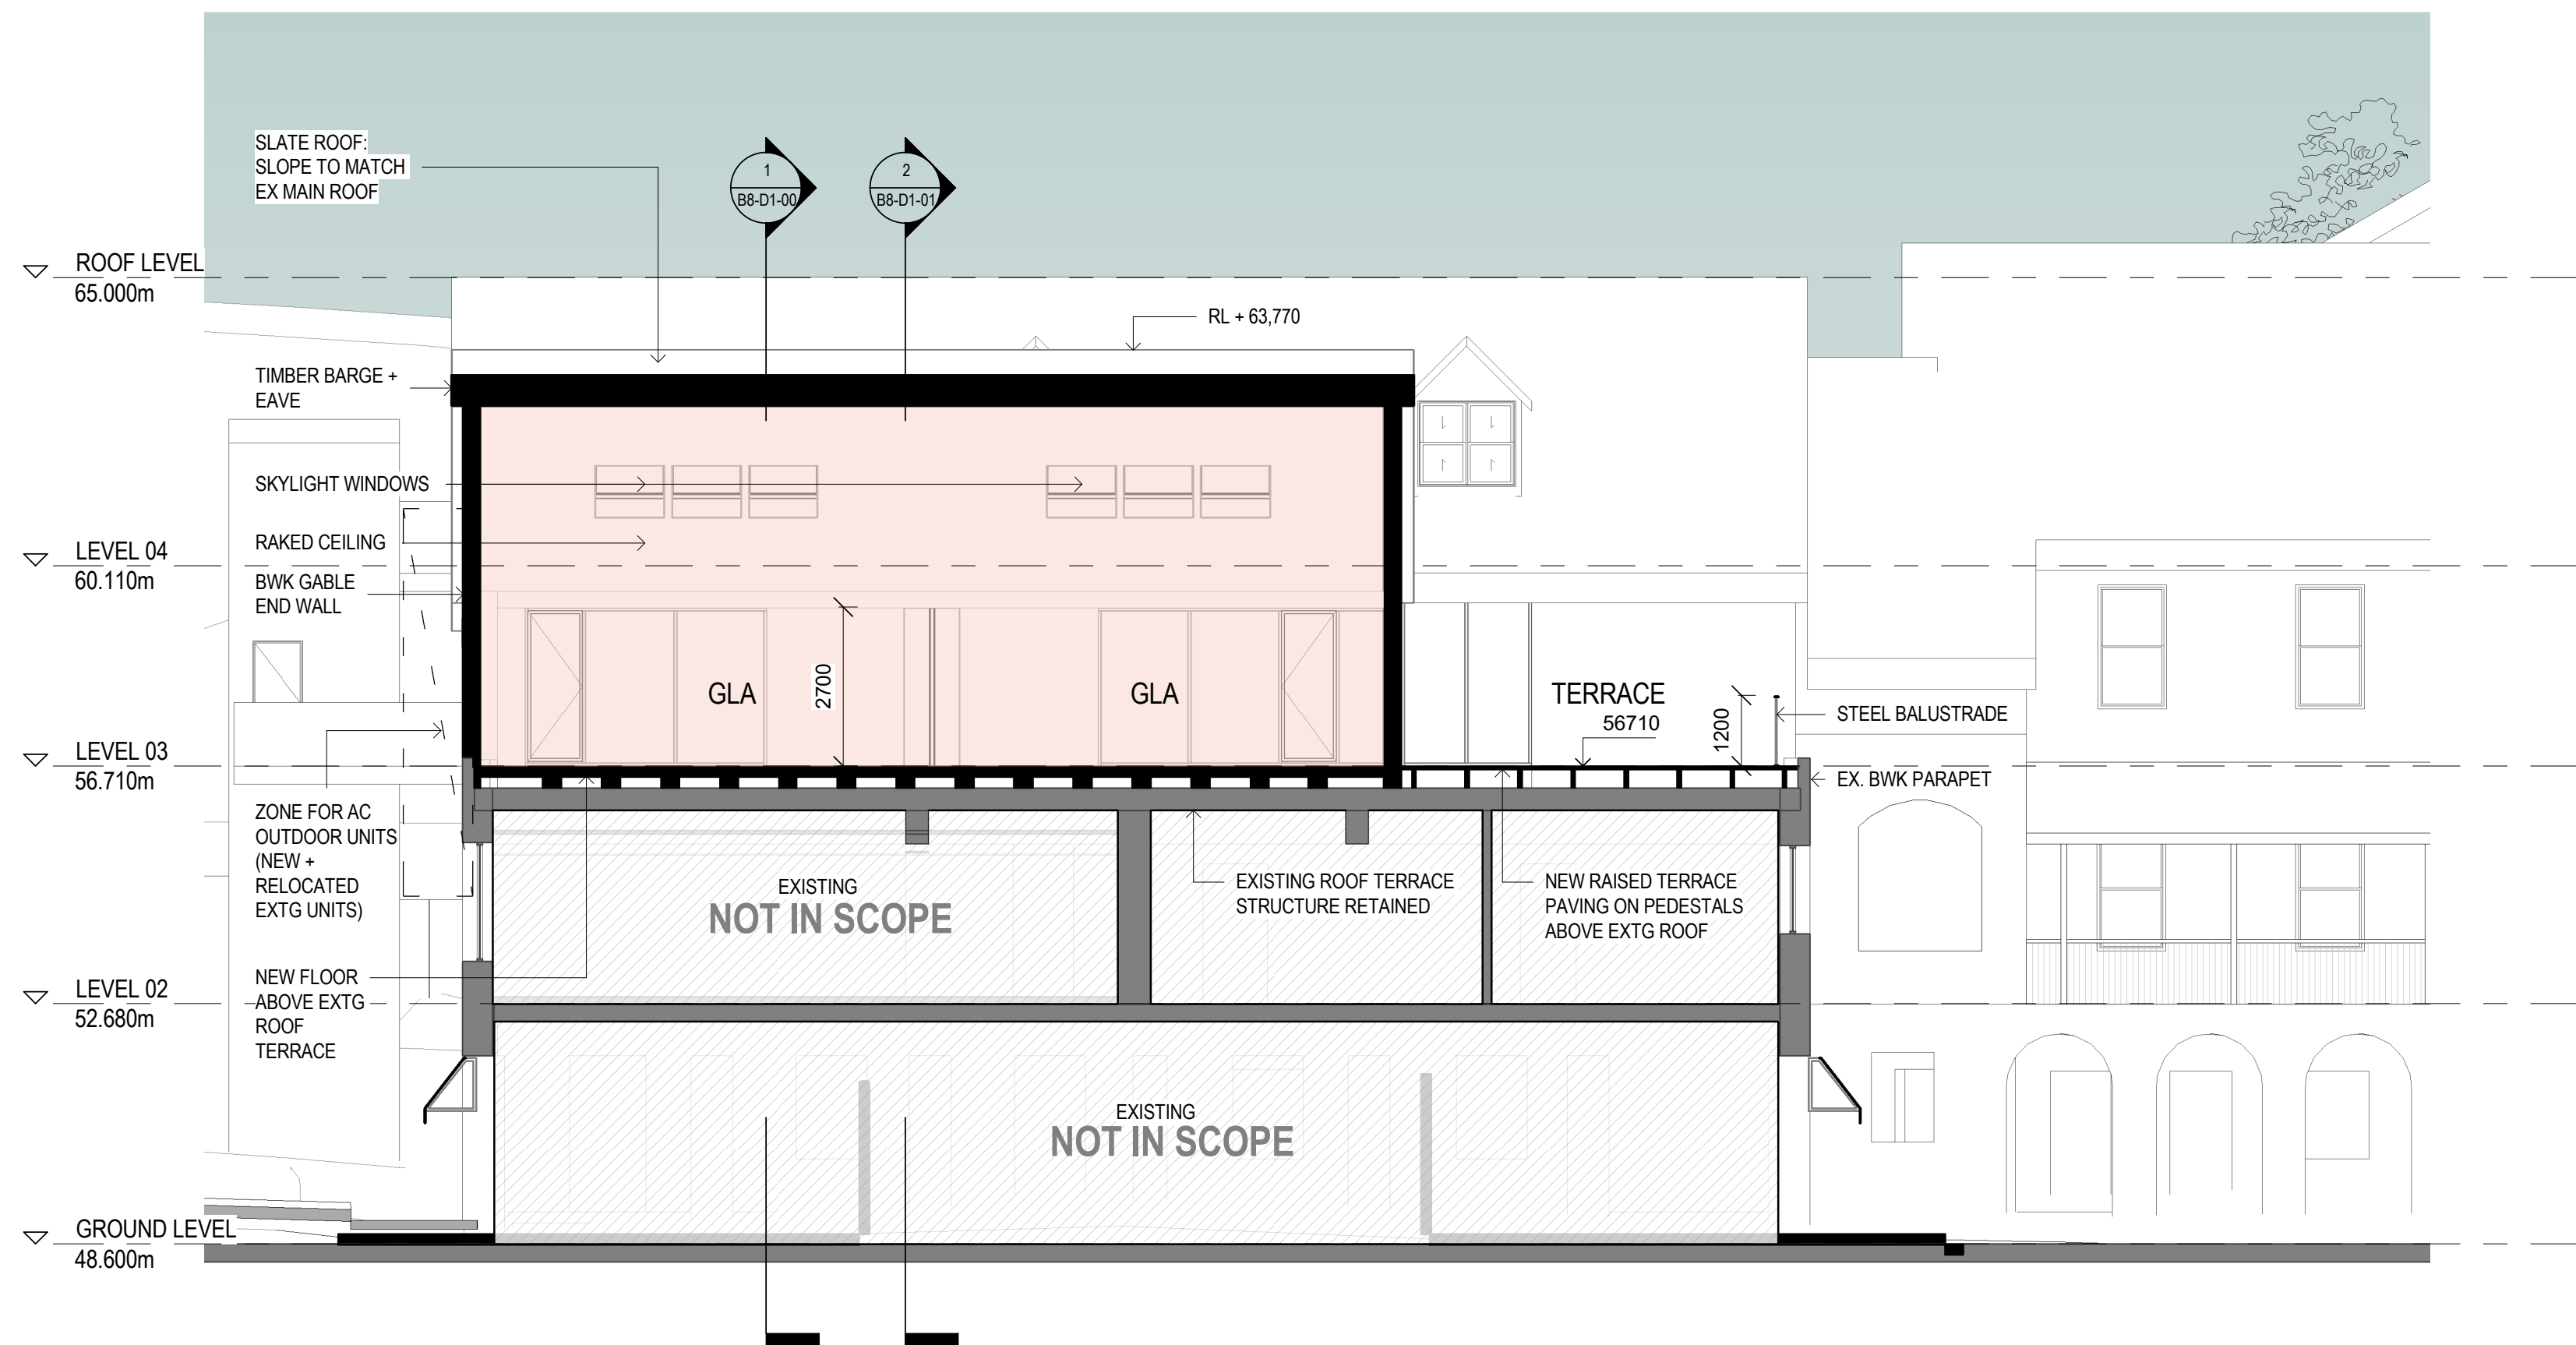 SLATE ROOF:
SLOPE TO MATCH
EX MAIN ROOF
1
B8-D1-00
2
B8-D1-01
ROOF LEVEL
65.000m
RL + 63,770
TIMBER BARGE +
EAVE
SKYLIGHT WINDOWS
RAKED CEILING
LEVEL 04
60.110m
BWK GABLE
END WALL
GLA
2700
GLA
TERRACE
56710
1200
STEEL BALUSTRADE
LEVEL 03
56.710m
EX. BWK PARAPET
ZONE FOR AC
OUTDOOR UNITS
(NEW +
RELOCATED
EXTG UNITS)
EXISTING
NOT IN SCOPE
EXISTING ROOF TERRACE
STRUCTURE RETAINED
NEW RAISED TERRACE
PAVING ON PEDESTALS
ABOVE EXTG ROOF
NEW FLOOR
ABOVE EXTG
ROOF
TERRACE
LEVEL 02
52.680m
EXISTING
NOT IN SCOPE
GROUND LEVEL
48.600m